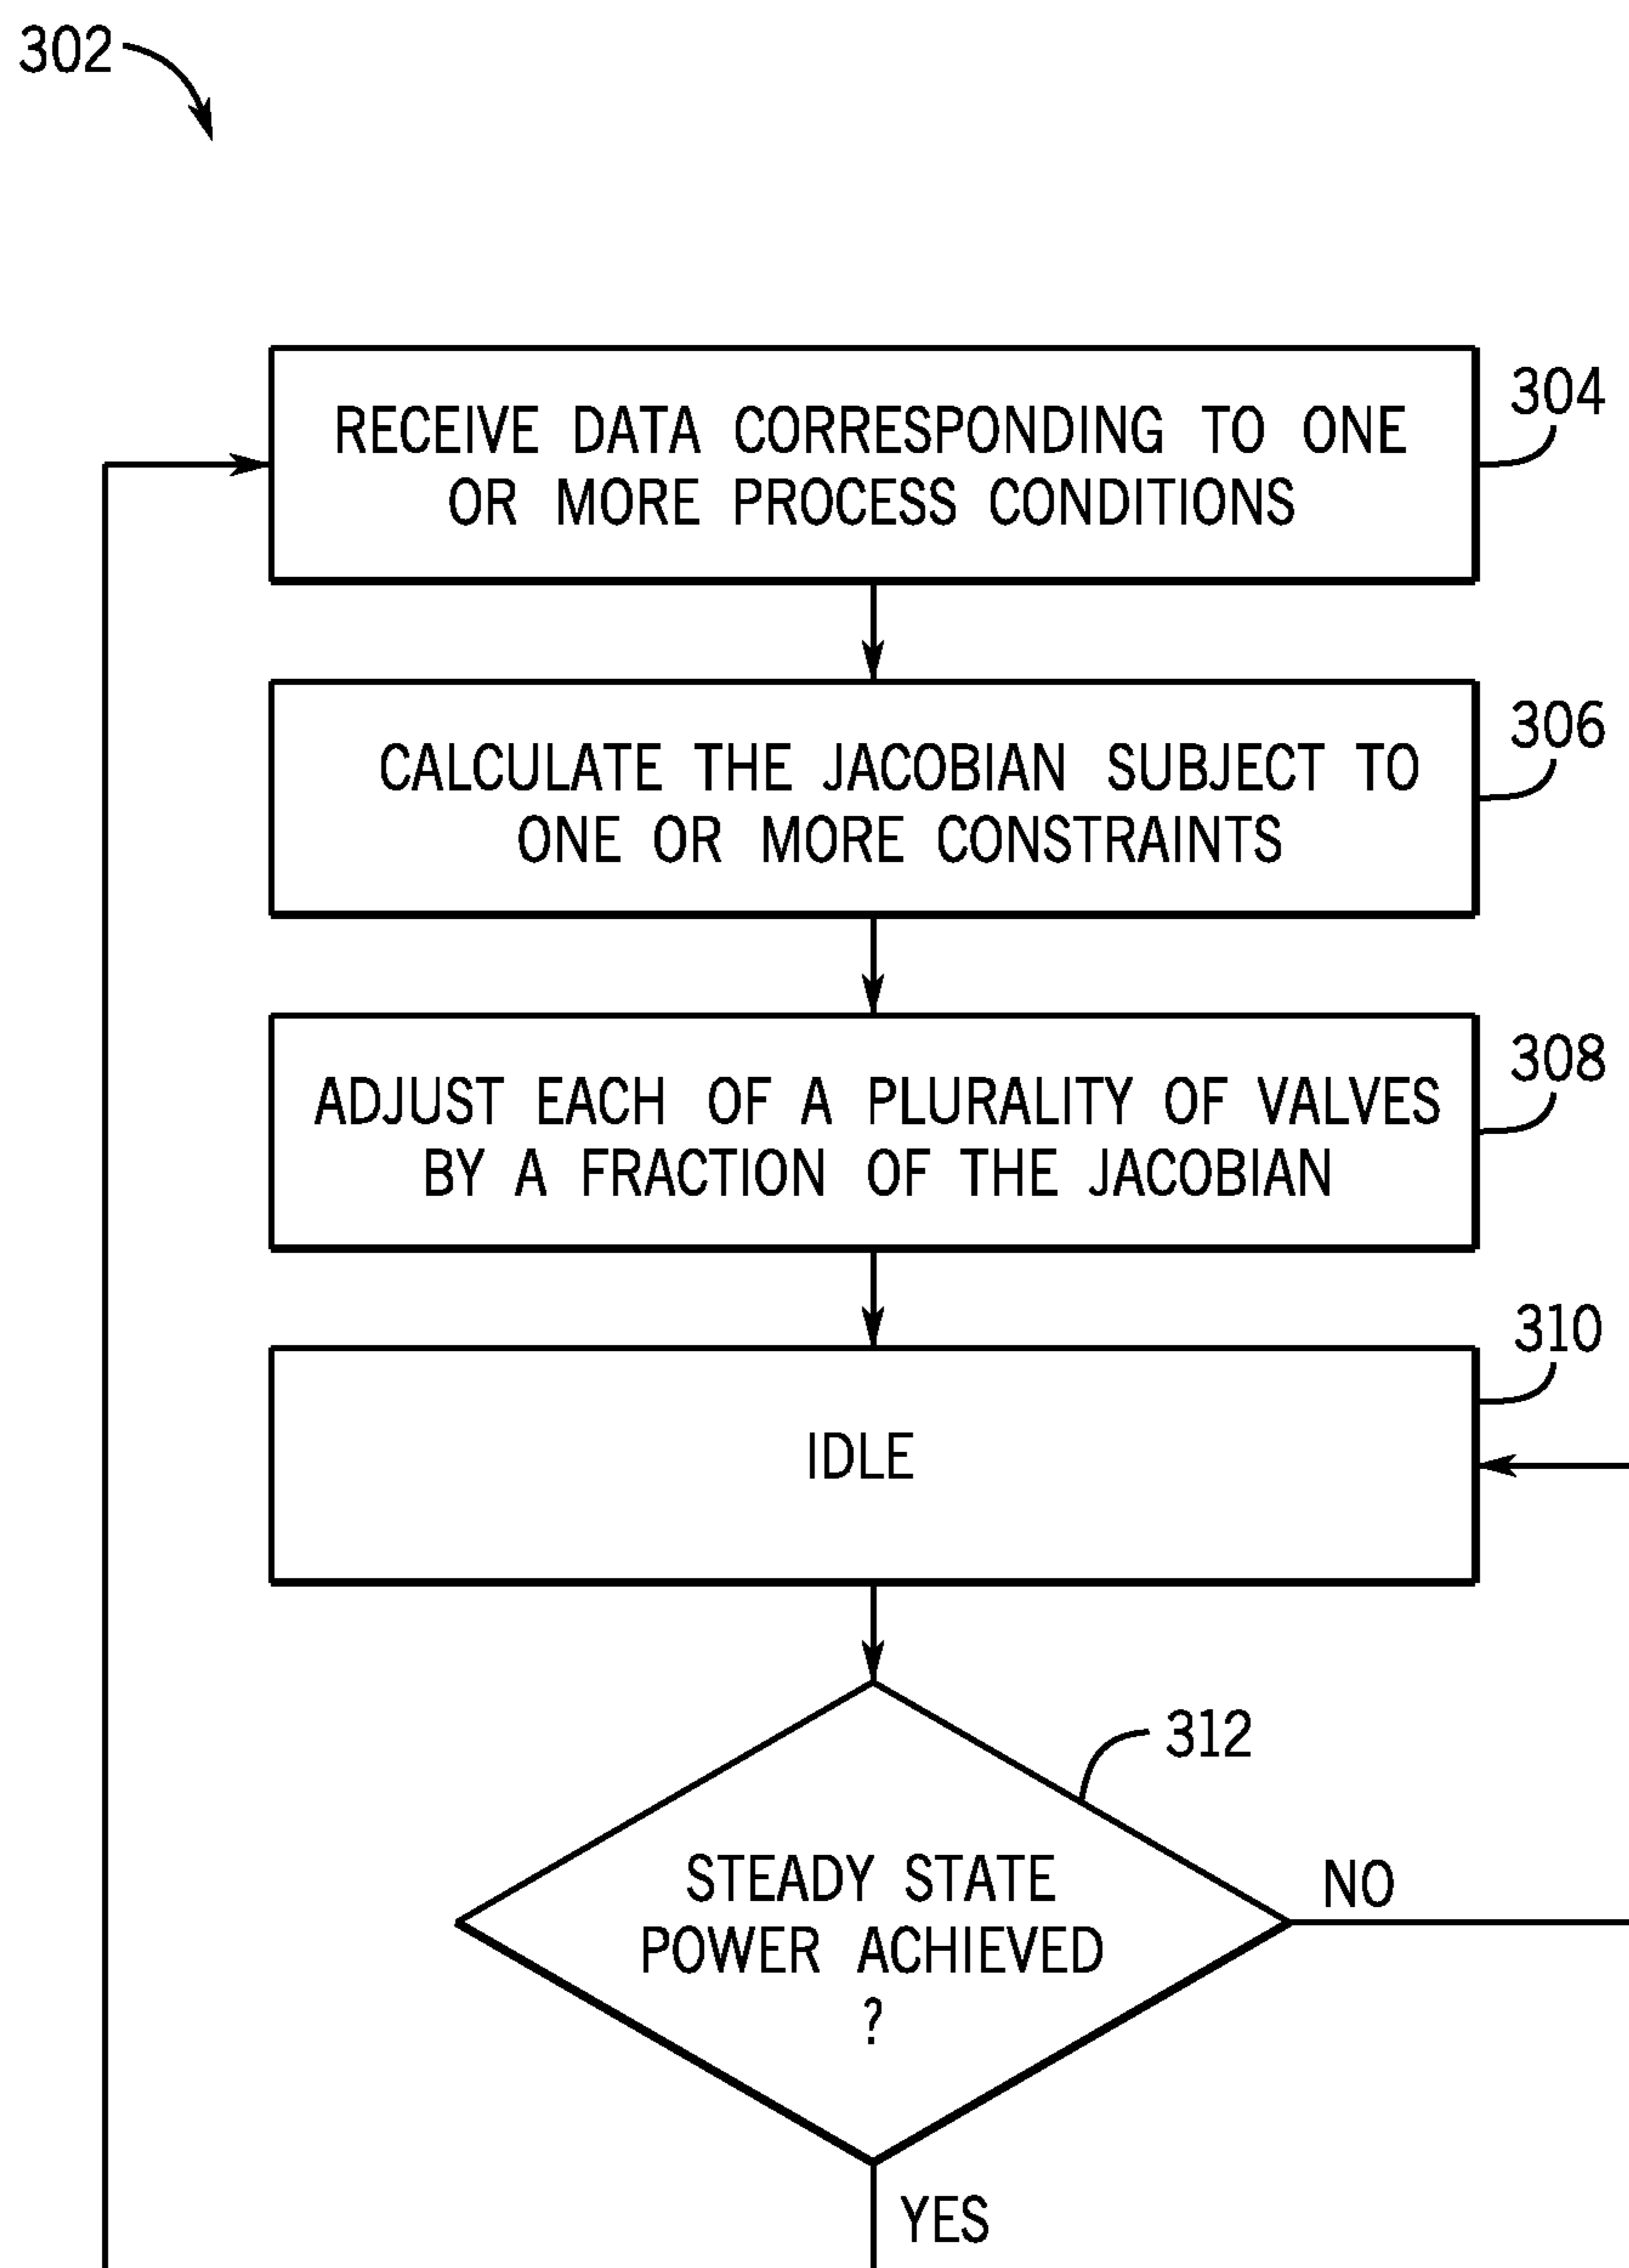 302
RECEIVE DATA CORRESPONDING TO ONE
OR MORE PROCESS CONDITIONS
304
CALCULATE THE JACOBIAN SUBJECT TO
ONE OR MORE CONSTRAINTS
306
ADJUST EACH OF A PLURALITY OF VALVES
BY A FRACTION OF THE JACOBIAN
308
IDLE
310
312
STEADY STATE
POWER ACHIEVED
?
NO
YES